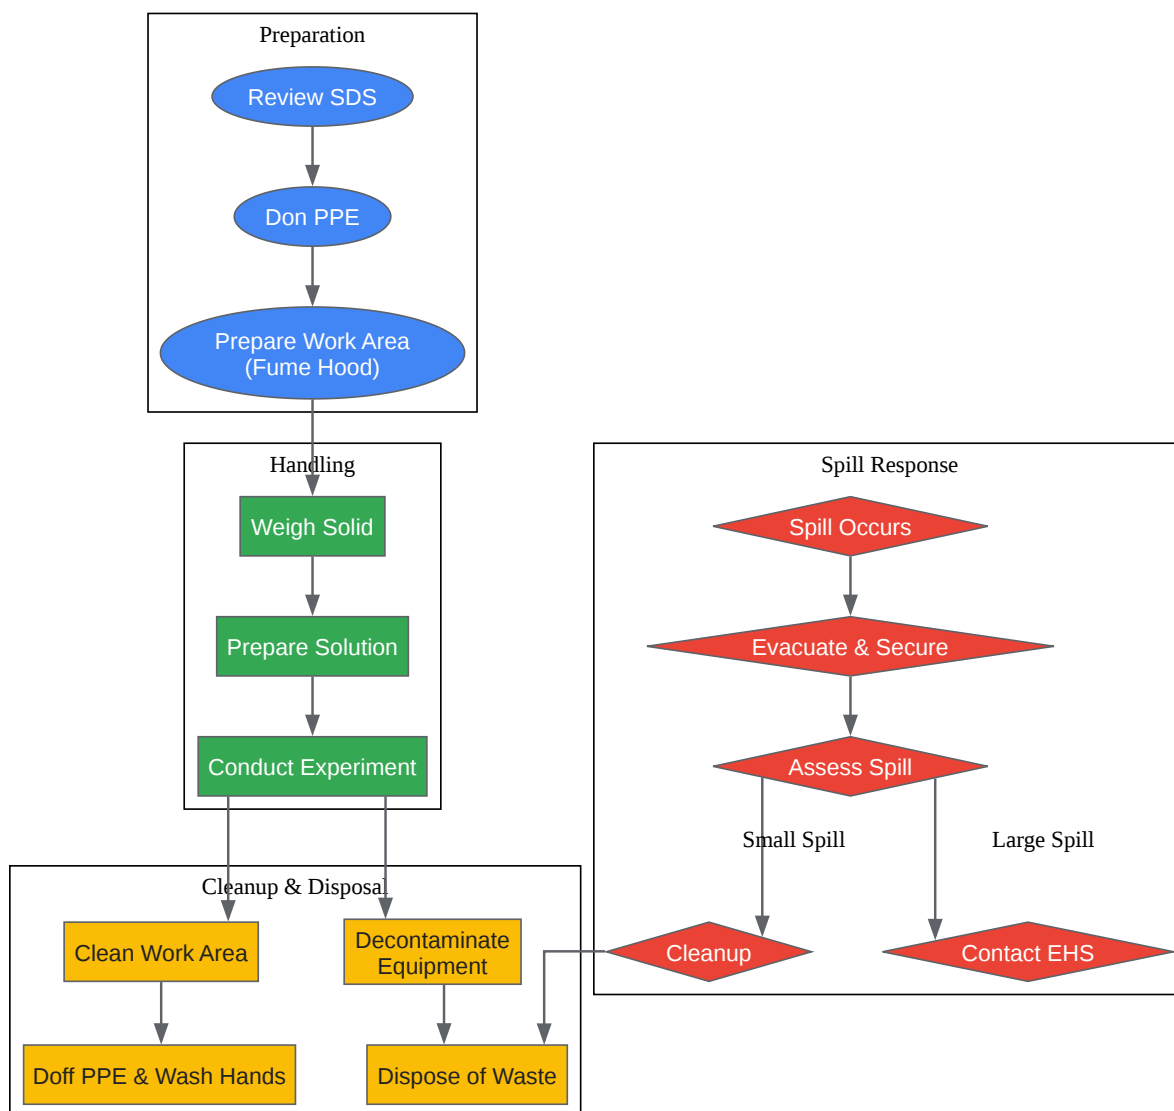 Preparation
Review SDS
Don PPE
Prepare Work Area
(Fume Hood)
Handling
Weigh Solid
Prepare Solution
Conduct Experiment
Spill Response
Spill Occurs
Evacuate & Secure
Assess Spill
Small Spill
Large Spill
Cleanup
Contact EHS
Cleanup & Disposal
Clean Work Area
Decontaminate
Equipment
Doff PPE & Wash Hands
Dispose of Waste